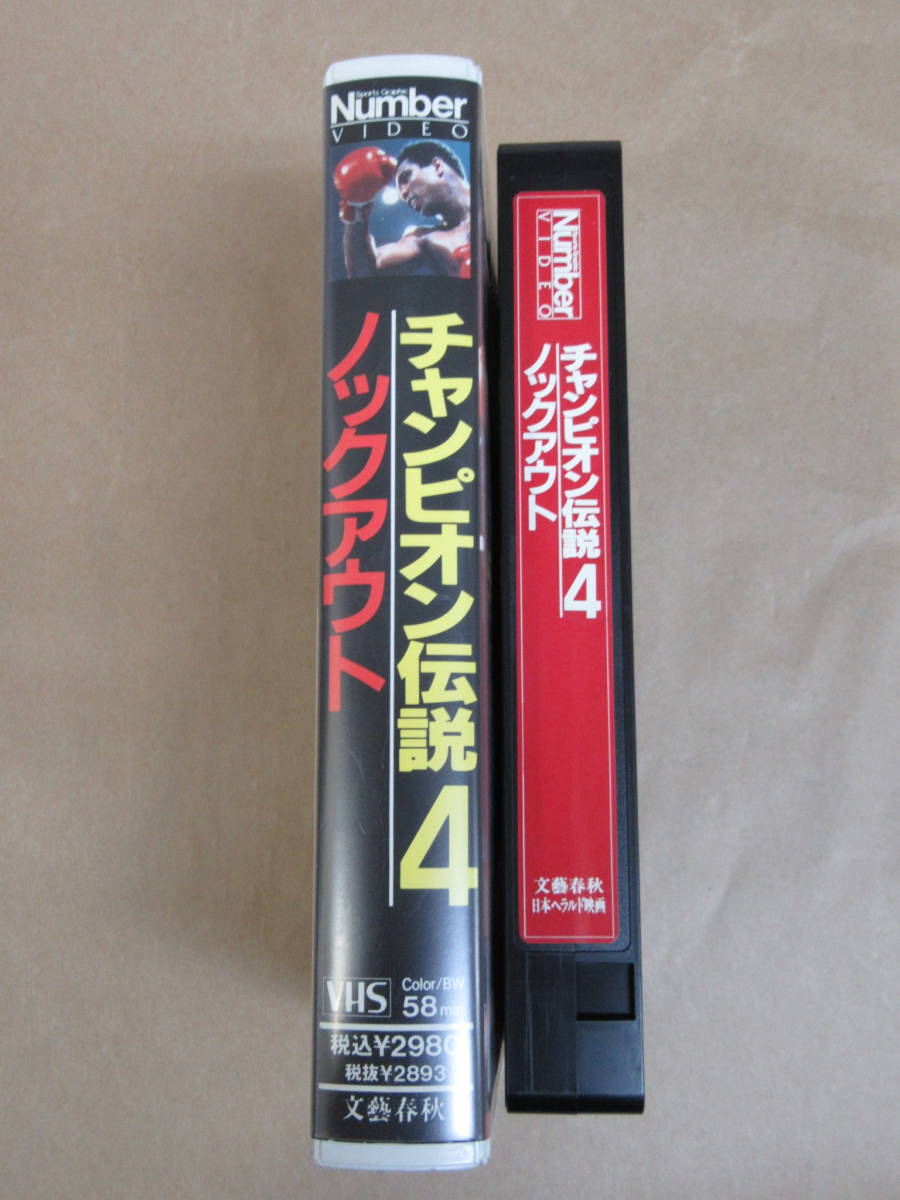 Sports Graphic
Number
VIDEO
チャンピオン伝説4
ノックアウト
VHS
Color/BW
58min
税込¥2980
税抜¥2893
文藝春秋
Sports Graphic
Number
VIDEO
チャンピオン伝説4
ノックアウト
文藝春秋
日本ヘラルド映画